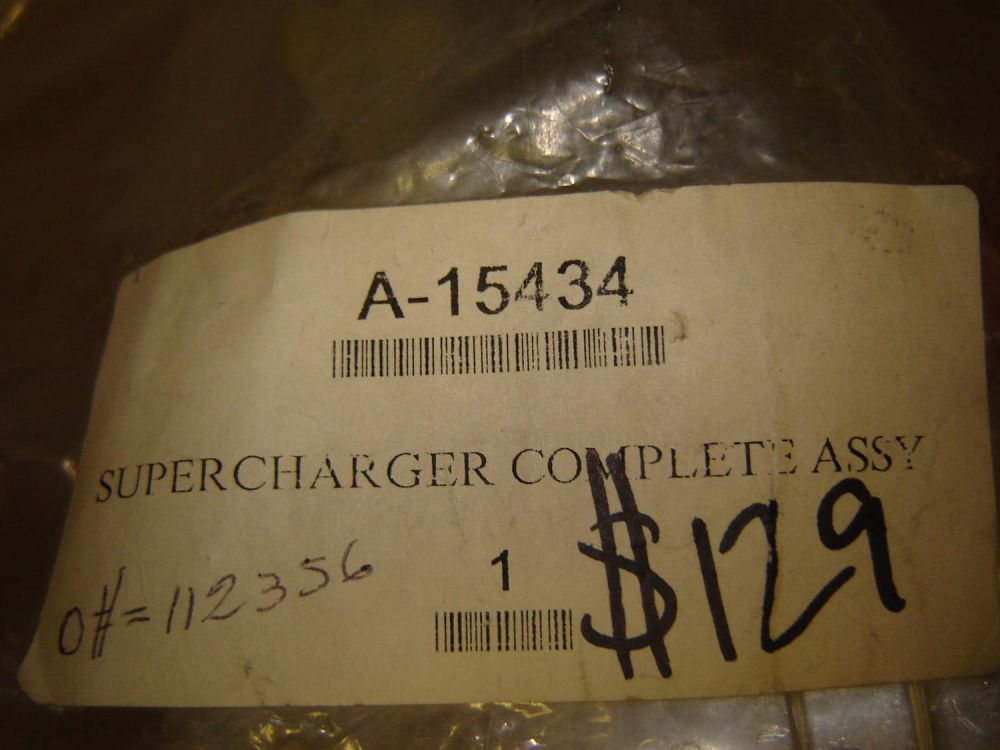 A-15434
SUPERCHARGER COMPLETE ASSY
O#=112356
1
$129